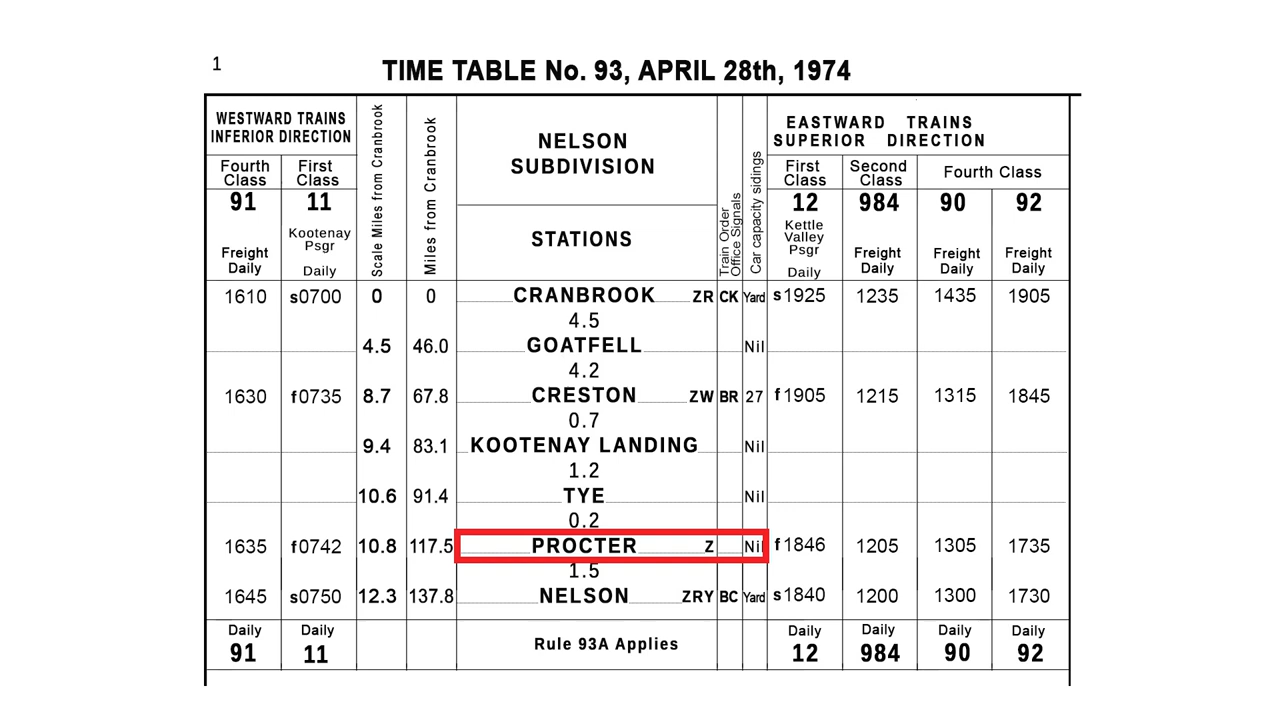 1
TIME TABLE No. 93, APRIL 28th, 1974
WESTWARD TRAINS
INFERIOR DIRECTION
Scale Miles from Cranbrook
Miles from Cranbrook
NELSON
SUBDIVISION
Train Order
Office Signals
Car capacity sidings
EASTWARD TRAINS
SUPERIOR DIRECTION
Fourth Class First Class
First Class Second Class Fourth Class
91 11 12 984 90 92
STATIONS
Freight Daily
Kootenay Psgr Daily
Kettle Valley Psgr Daily
Freight Daily
Freight Daily
Freight Daily
1610 s0700 0 0 CRANBROOK ZR CK Yard s1925 1235 1435 1905
4.5
4.5 46.0 GOATFELL Nil
4.2
1630 f0735 8.7 67.8 CRESTON ZW BR 27 f1905 1215 1315 1845
0.7
9.4 83.1 KOOTENAY LANDING Nil
1.2
10.6 91.4 TYE Nil
0.2
1635 f0742 10.8 117.5 PROCTER Z Nil f1846 1205 1305 1735
1.5
1645 s0750 12.3 137.8 NELSON ZRY BC Yard s1840 1200 1300 1730
Daily Daily Daily Daily Daily Daily
Rule 93A Applies
91 11 12 984 90 92